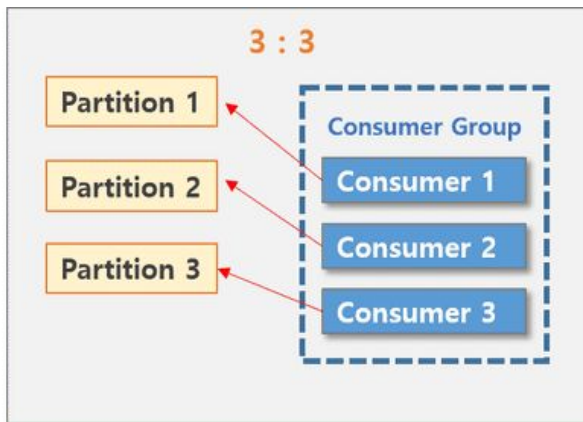 3 : 3
Partition 1
Partition 2
Partition 3
Consumer Group
Consumer 1
Consumer 2
Consumer 3